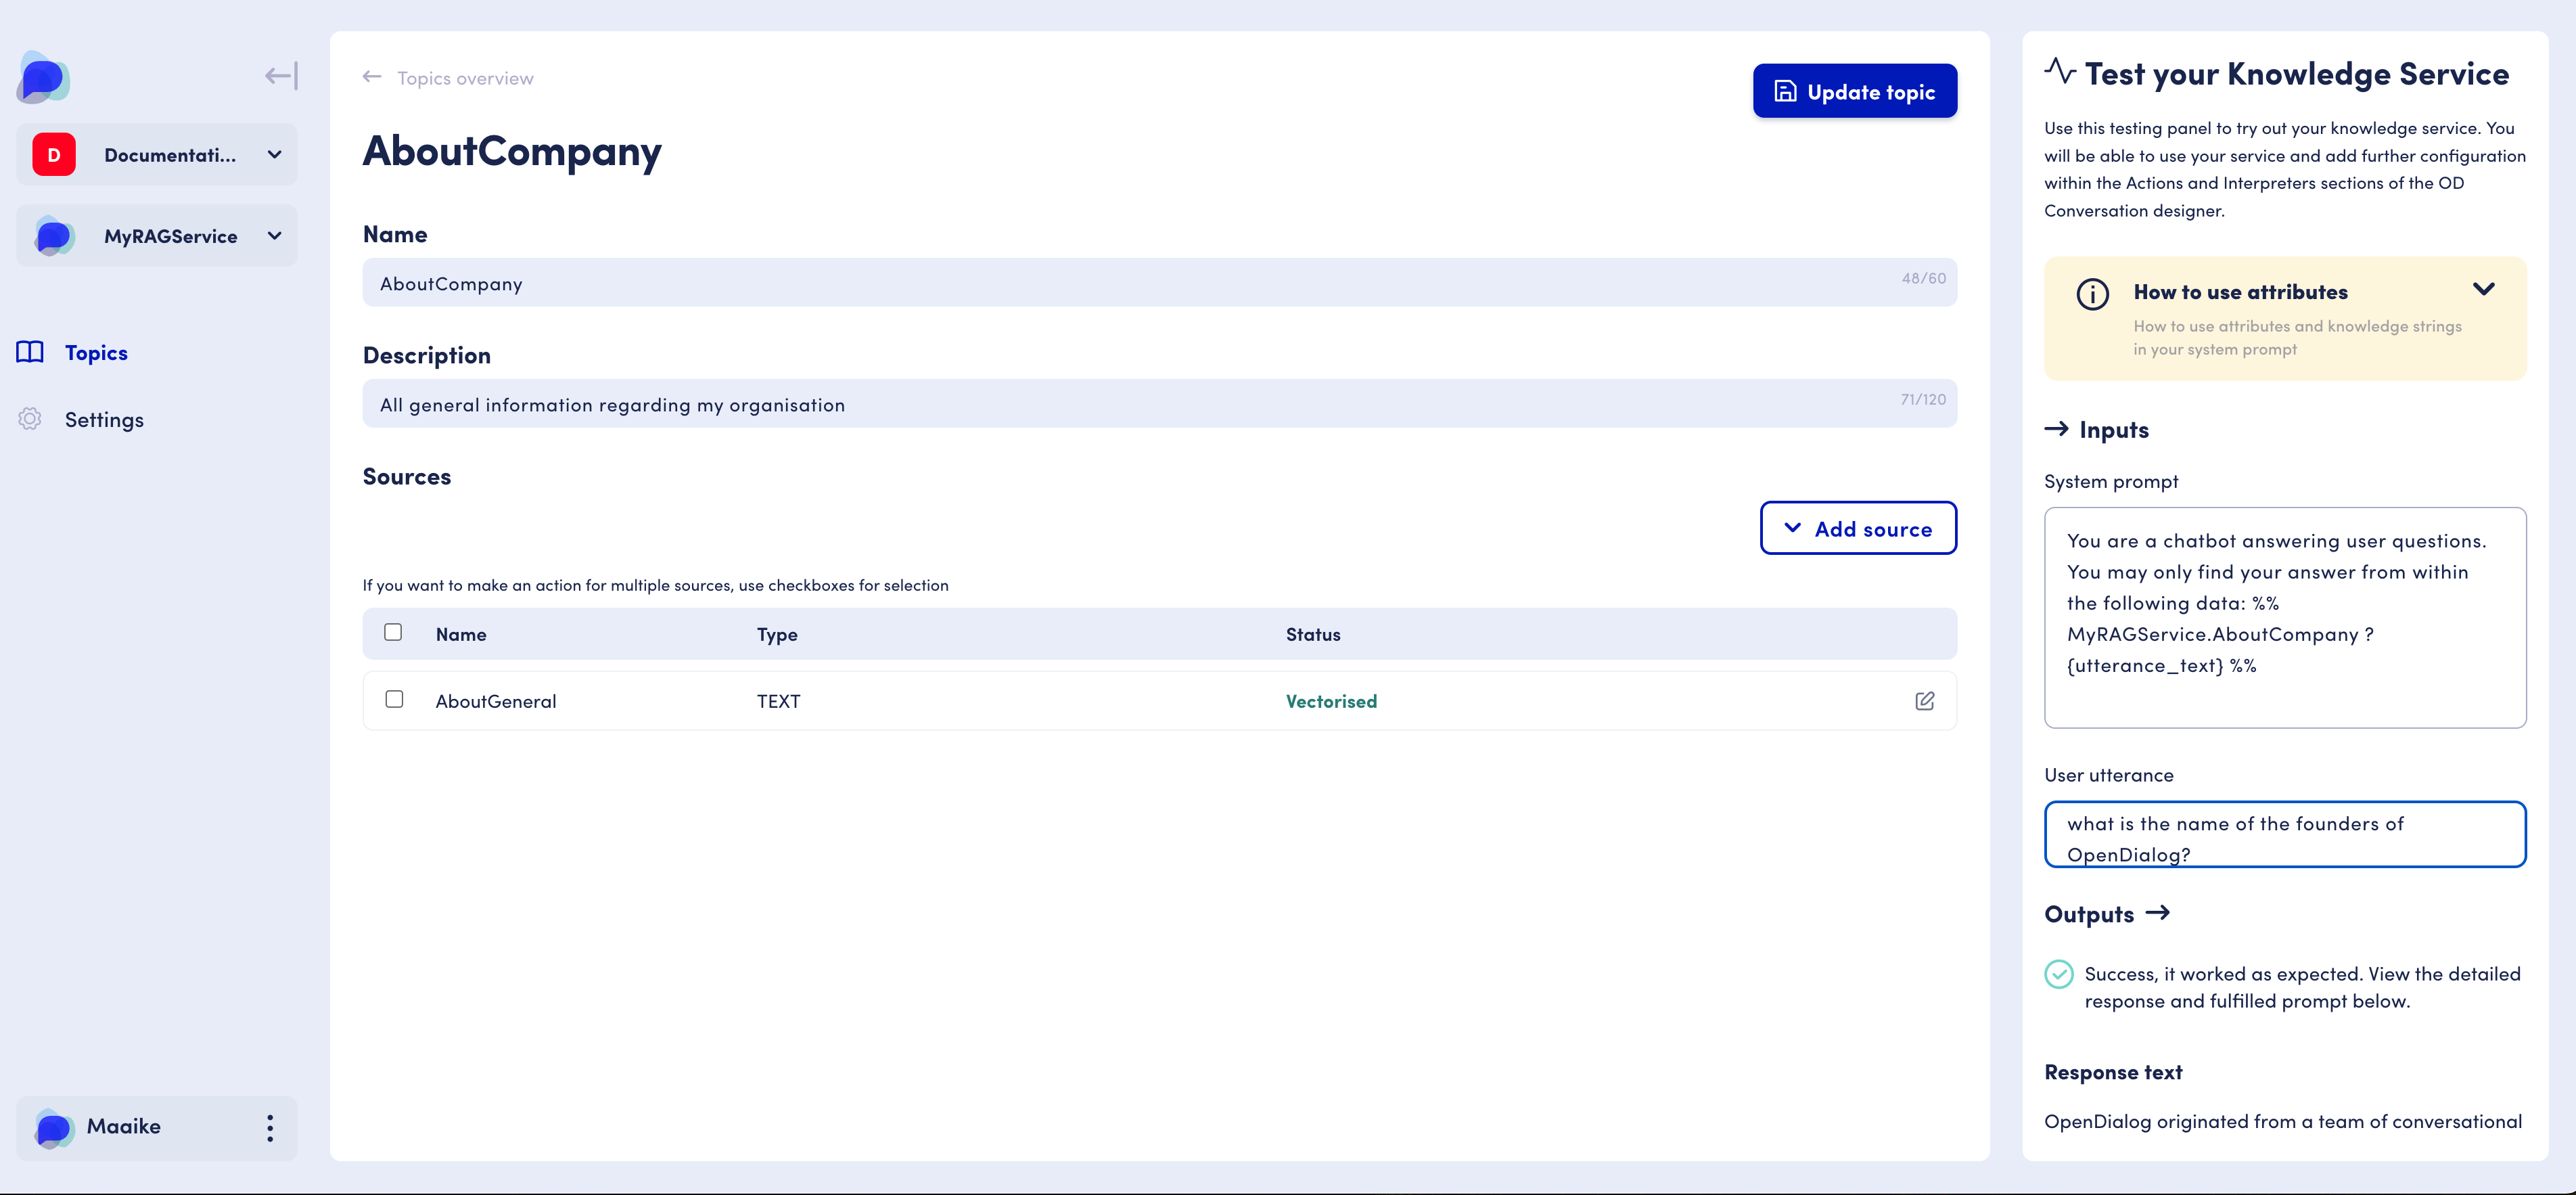 D
Documentati...
MyRAGService
Topics
Settings
Maaike
Topics overview
Update topic
AboutCompany
Name
AboutCompany
48/60
Description
All general information regarding my organisation
71/120
Sources
Add source
If you want to make an action for multiple sources, use checkboxes for selection
Name Type Status
AboutGeneral TEXT Vectorised
Test your Knowledge Service
Use this testing panel to try out your knowledge service. You
will be able to use your service and add further configuration
within the Actions and Interpreters sections of the OD
Conversation designer.
How to use attributes
How to use attributes and knowledge strings
in your system prompt
Inputs
System prompt
You are a chatbot answering user questions.
You may only find your answer from within
the following data: %%
MyRAGService.AboutCompany ?
{utterance_text} %%
User utterance
what is the name of the founders of
OpenDialog?
Outputs
Success, it worked as expected. View the detailed
response and fulfilled prompt below.
Response text
OpenDialog originated from a team of conversational